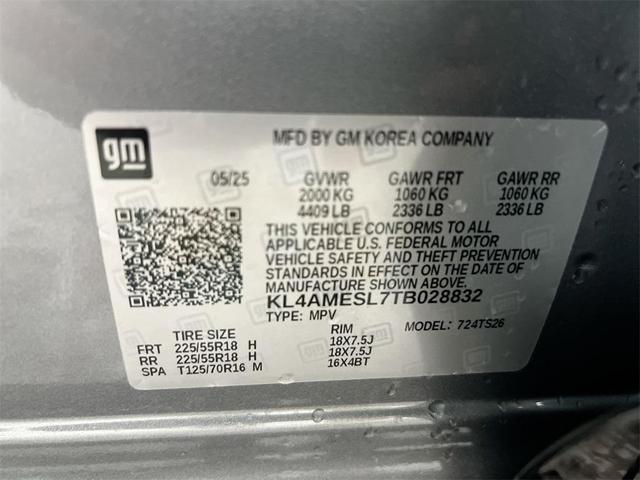 gm
MFD BY GM KOREA COMPANY
05/25 GVWR GAWR FRT GAWR RR
2000 KG 1060 KG 1060 KG
4409 LB 2336 LB 2336 LB
THIS VEHICLE CONFORMS TO ALL
APPLICABLE U.S. FEDERAL MOTOR
VEHICLE SAFETY AND THEFT PREVENTION
STANDARDS IN EFFECT ON THE DATE OF
MANUFACTURE SHOWN ABOVE.
KL4AMESL7TB028832
TYPE: MPV MODEL: 724TS26
TIRE SIZE RIM
FRT 225/55R18 H 18X7.5J
RR 225/55R18 H 18X7.5J
SPA T125/70R16 M 16X4BT